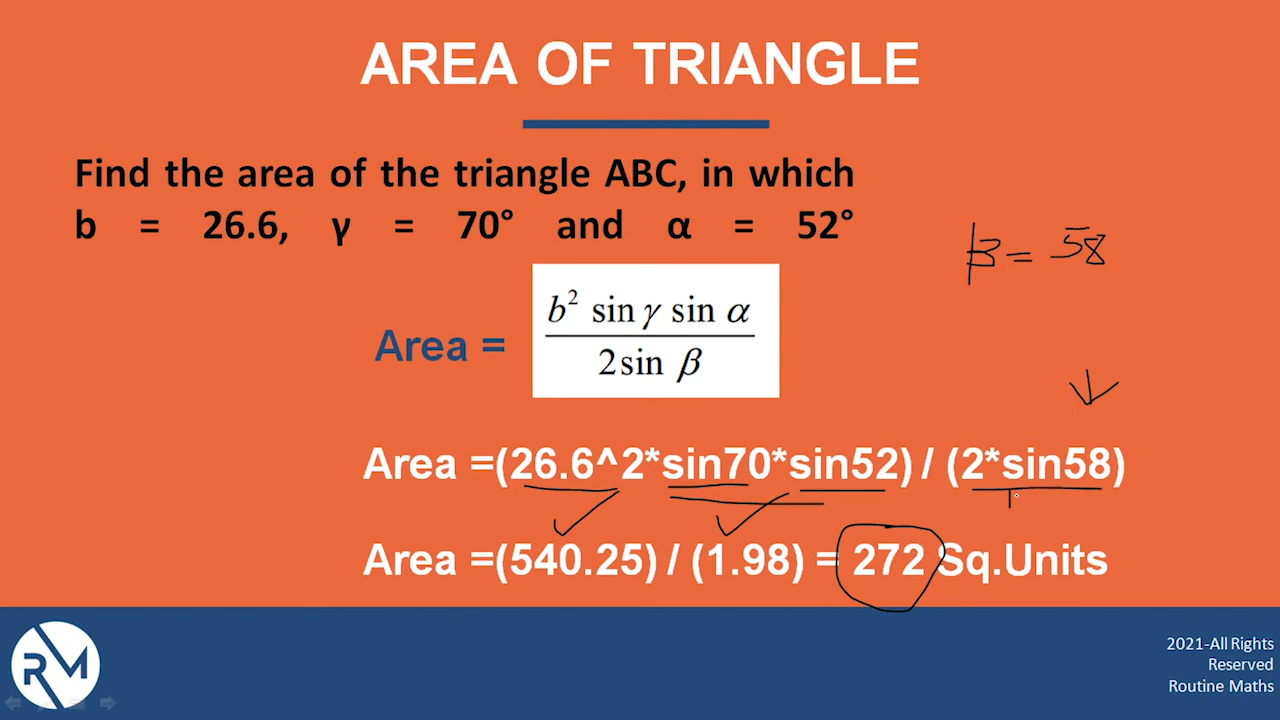 AREA OF TRIANGLE
Find the area of the triangle ABC, in which
b = 26.6, γ = 70° and α = 52°
β = 58
Area = b² sin γ sin α / 2 sin β
Area =(26.6^2*sin70*sin52) / (2*sin58)
Area =(540.25) / (1.98) = 272 Sq.Units
RM
2021-All Rights
Reserved
Routine Maths